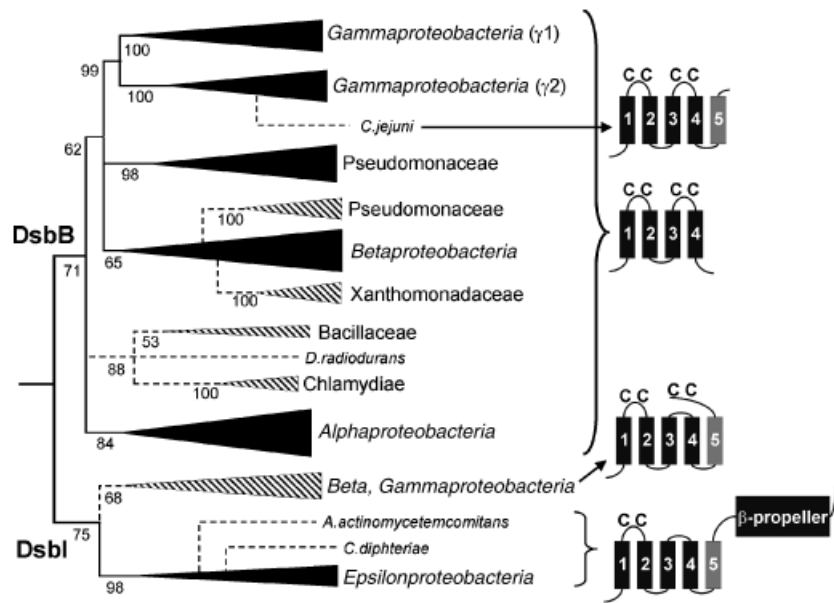 Gammaproteobacteria (γ1)
100
99
Gammaproteobacteria (γ2)
100
C.jejuni
C C C C
1 2 3 4 5
62
Pseudomonaceae
98
Pseudomonaceae
100
C C C C
1 2 3 4
DsbB
Betaproteobacteria
65
71
Xanthomonadaceae
100
Bacillaceae
53
D.radiodurans
88
Chlamydiae
100
C C C C
1 2 3 4 5
Alphaproteobacteria
84
Beta, Gammaproteobacteria
68
A.actinomycetemcomitans
β-propeller
C C
1 2 3 4 5
DsbI
75
C.diphteriae
Epsilonproteobacteria
98